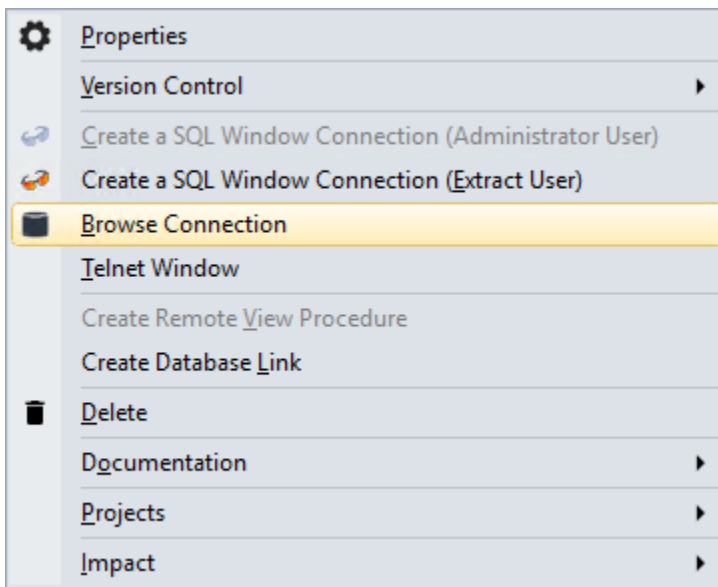 Properties
Version Control
Create a SQL Window Connection (Administrator User)
Create a SQL Window Connection (Extract User)
Browse Connection
Telnet Window
Create Remote View Procedure
Create Database Link
Delete
Documentation
Projects
Impact